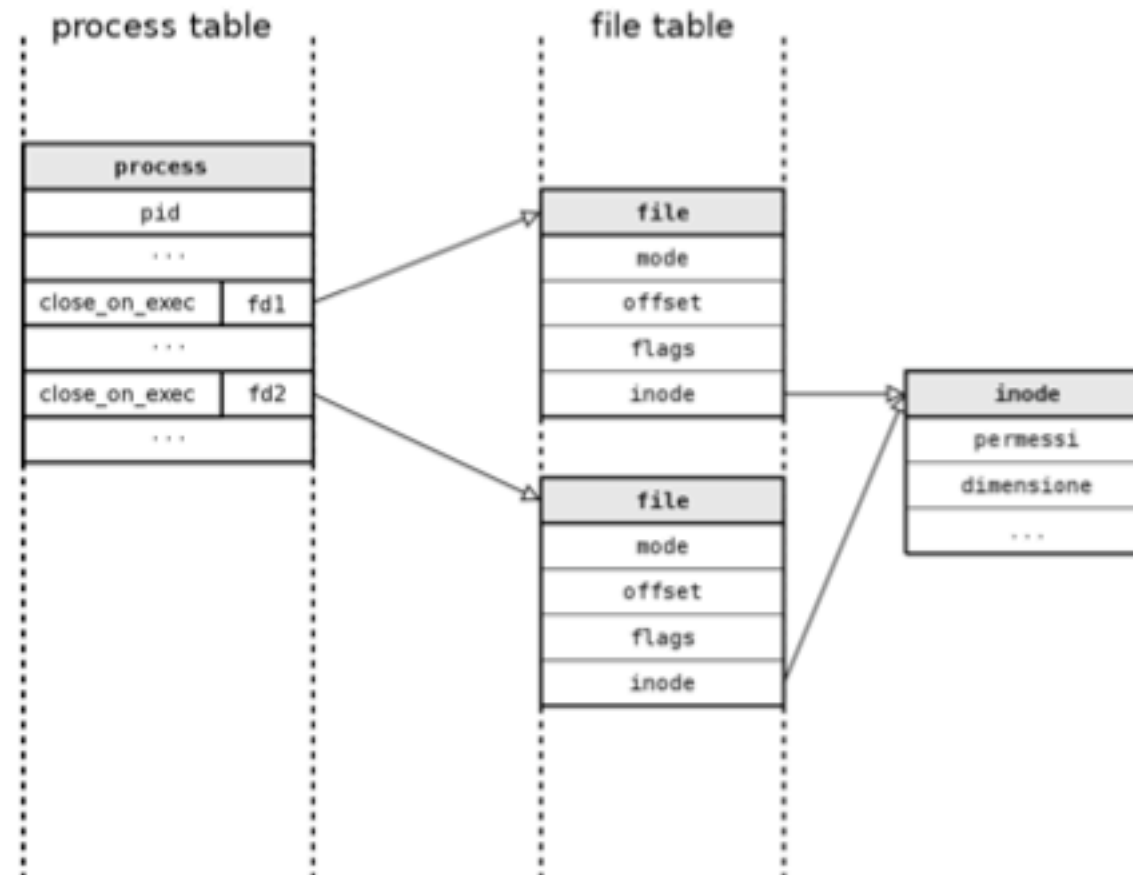 process table
file table
process
pid
...
close_on_exec fd1
...
close_on_exec fd2
...
file
mode
offset
flags
inode
file
mode
offset
flags
inode
inode
permessi
dimensione
...